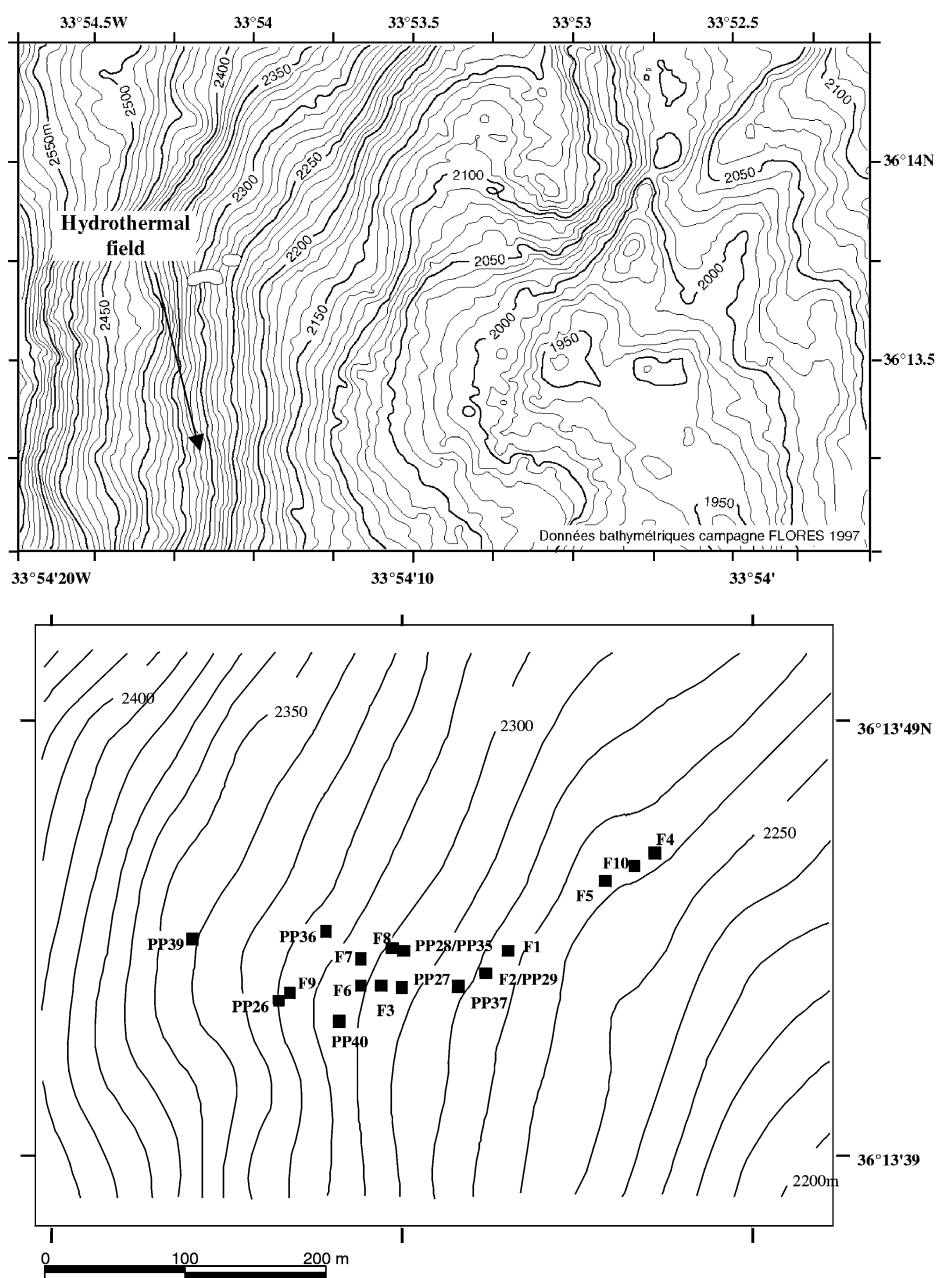 33°54.5W 33°54 33°53.5 33°53 33°52.5
2550m
2500
2400
2350
2100
36°14N
2300
2250
2100
2050
Hydrothermal
field
2200
2050
2000
2450
2150
2000
1950
36°13.5
1950
Données bathymétriques campagne FLORES 1997
33°54'20W 33°54'10 33°54'
2400
2350
2300
36°13'49N
2250
F4
F10
F5
PP39
PP36
F8
PP28/PP35
F1
F7
PP26
F9
F6
F3
PP27
F2/PP29
PP37
PP40
36°13'39
2200m
0 100 200 m